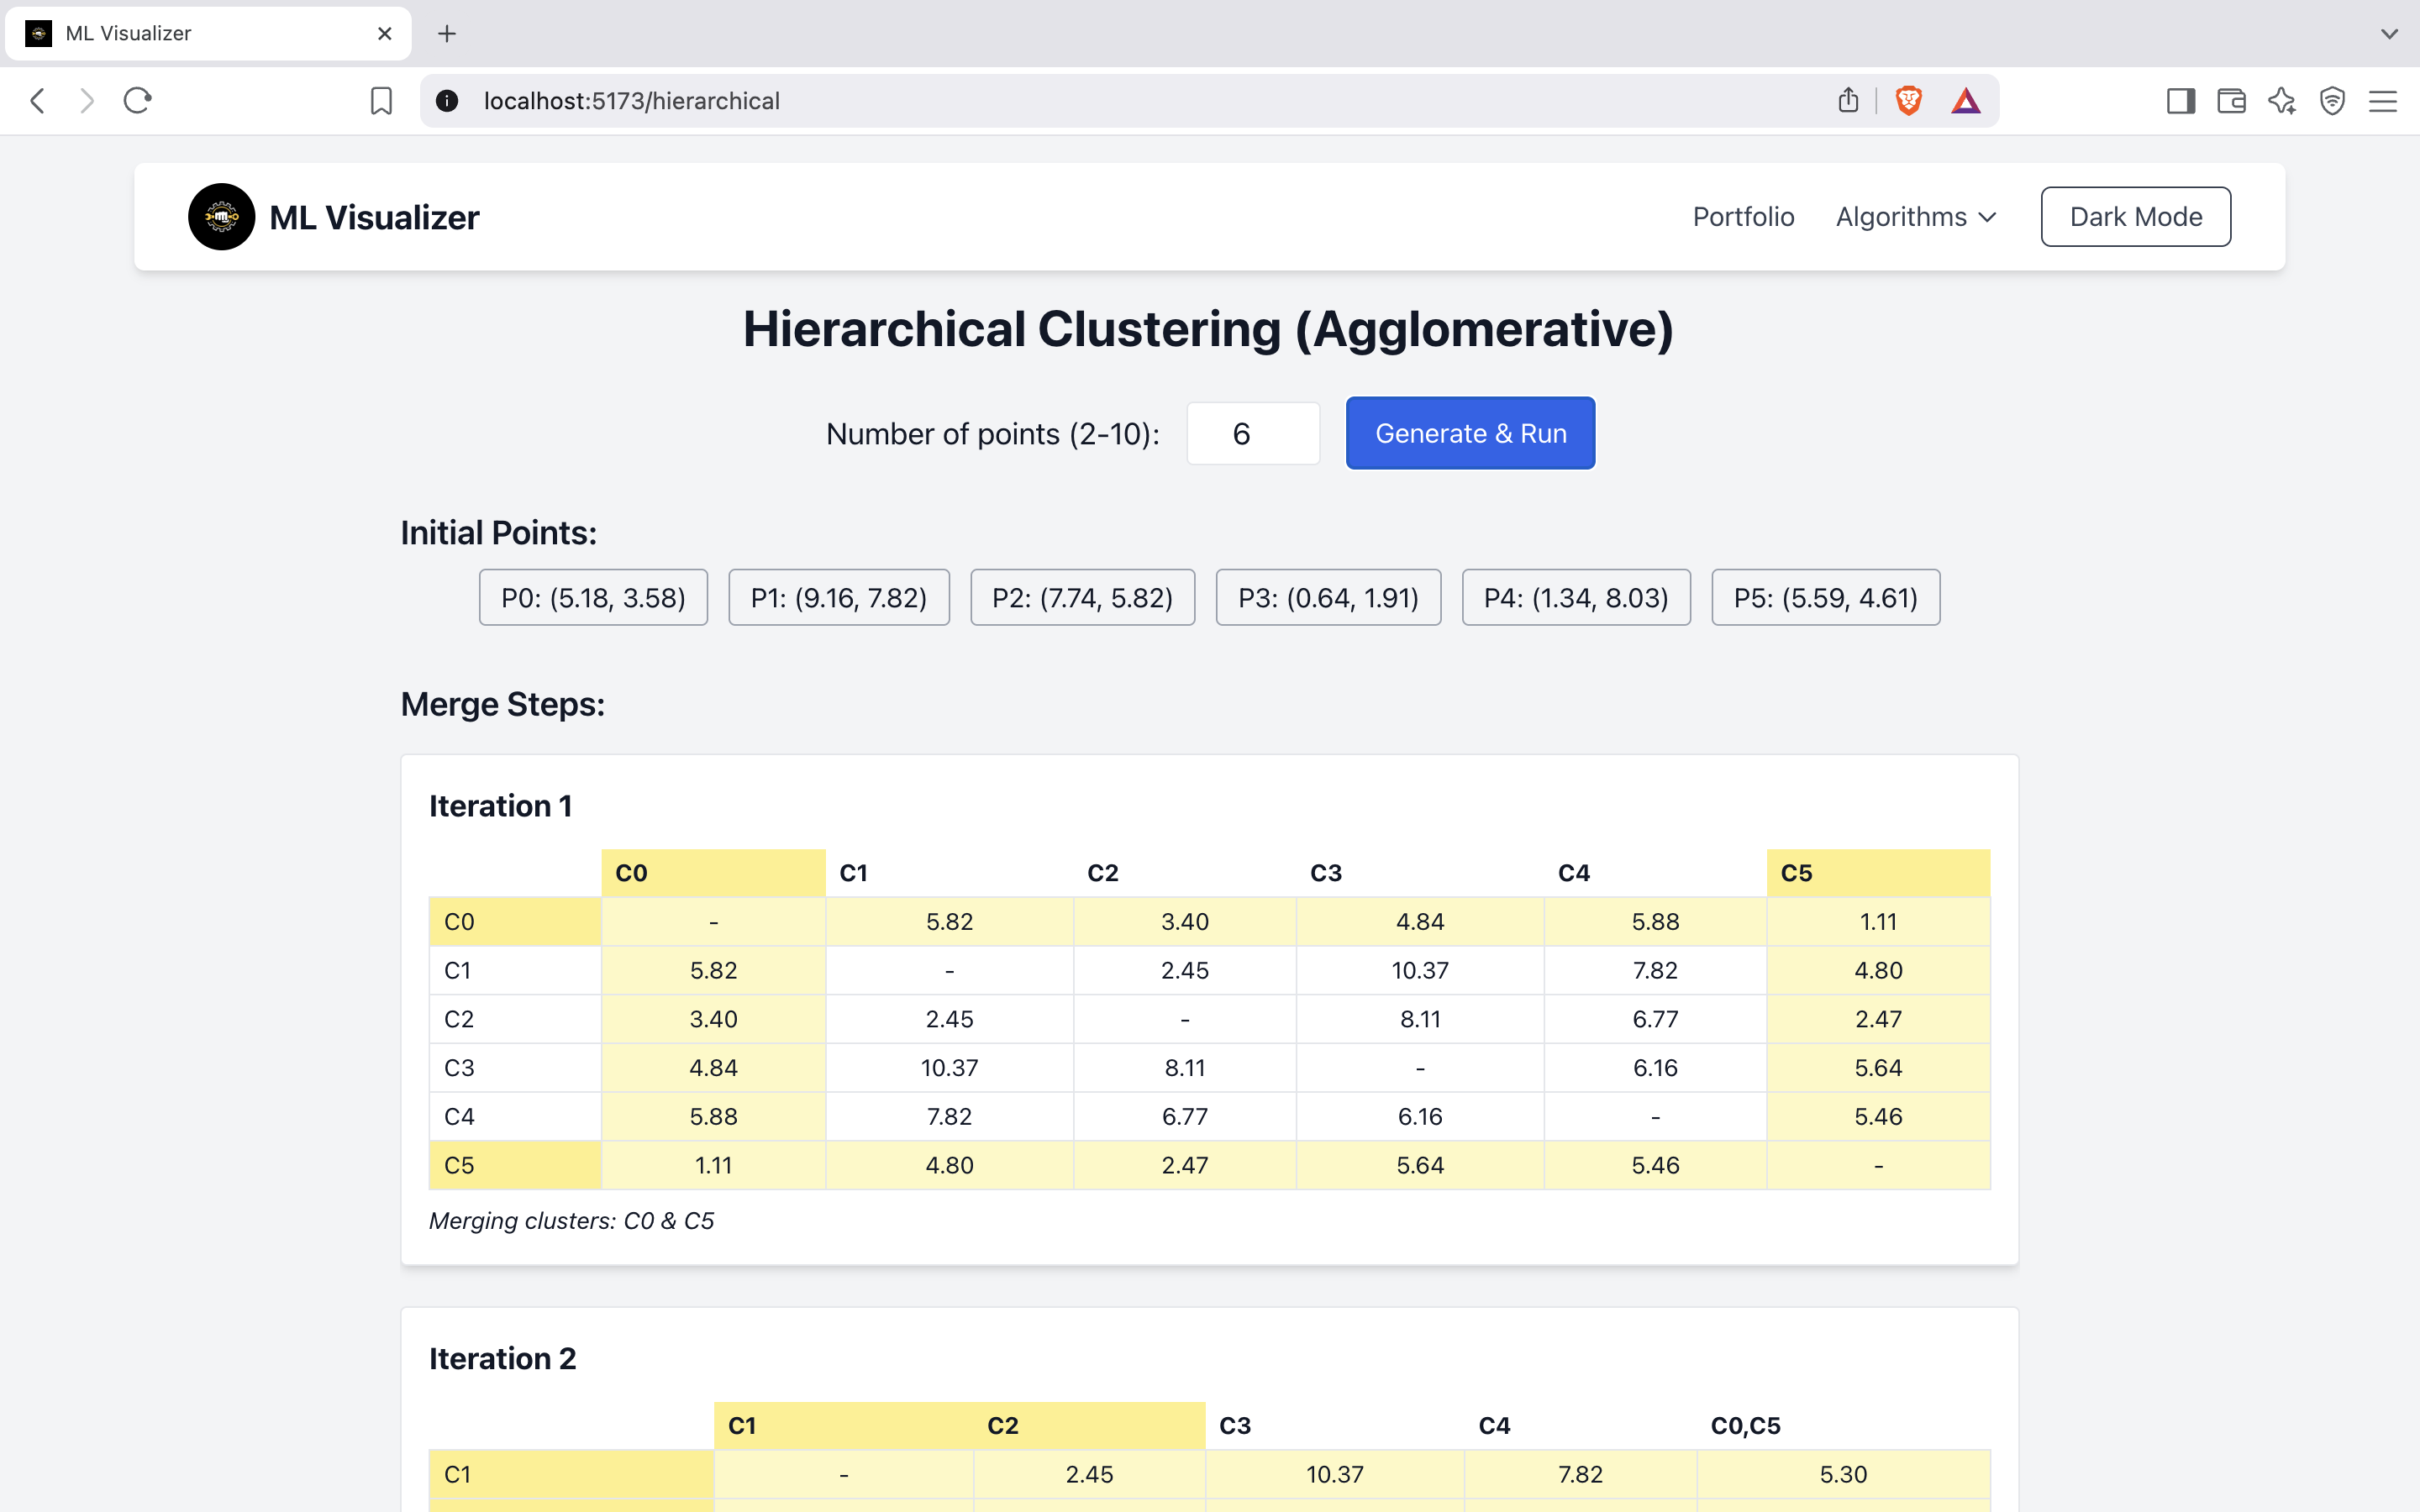 ML Visualizer
localhost:5173/hierarchical
ML Visualizer
Portfolio Algorithms Dark Mode
Hierarchical Clustering (Agglomerative)
Number of points (2-10): 6 Generate & Run
Initial Points:
P0: (5.18, 3.58) P1: (9.16, 7.82) P2: (7.74, 5.82) P3: (0.64, 1.91) P4: (1.34, 8.03) P5: (5.59, 4.61)
Merge Steps:
Iteration 1
C0 C1 C2 C3 C4 C5
C0 - 5.82 3.40 4.84 5.88 1.11
C1 5.82 - 2.45 10.37 7.82 4.80
C2 3.40 2.45 - 8.11 6.77 2.47
C3 4.84 10.37 8.11 - 6.16 5.64
C4 5.88 7.82 6.77 6.16 - 5.46
C5 1.11 4.80 2.47 5.64 5.46 -
Merging clusters: C0 & C5
Iteration 2
C1 C2 C3 C4 C0,C5
C1 - 2.45 10.37 7.82 5.30